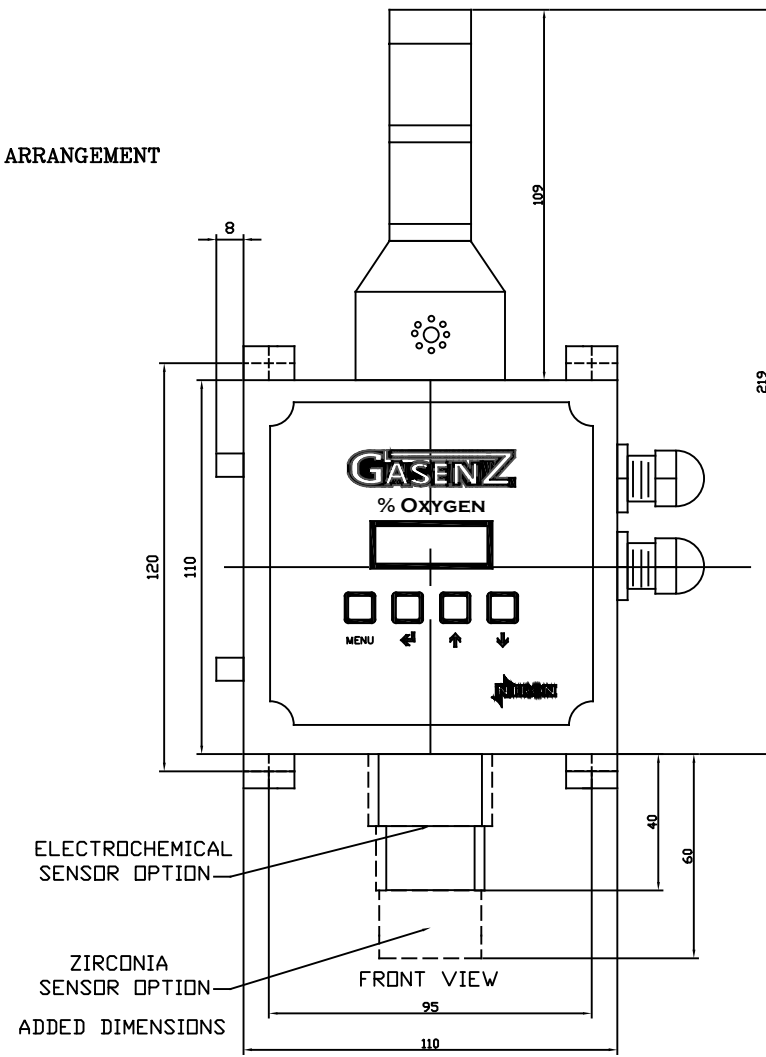 ARRANGEMENT
8
109
219
GASENZ
% OXYGEN
120
110
MENU
40
60
ELECTROCHEMICAL
SENSOR OPTION
ZIRCONIA
SENSOR OPTION
FRONT VIEW
95
ADDED DIMENSIONS
110